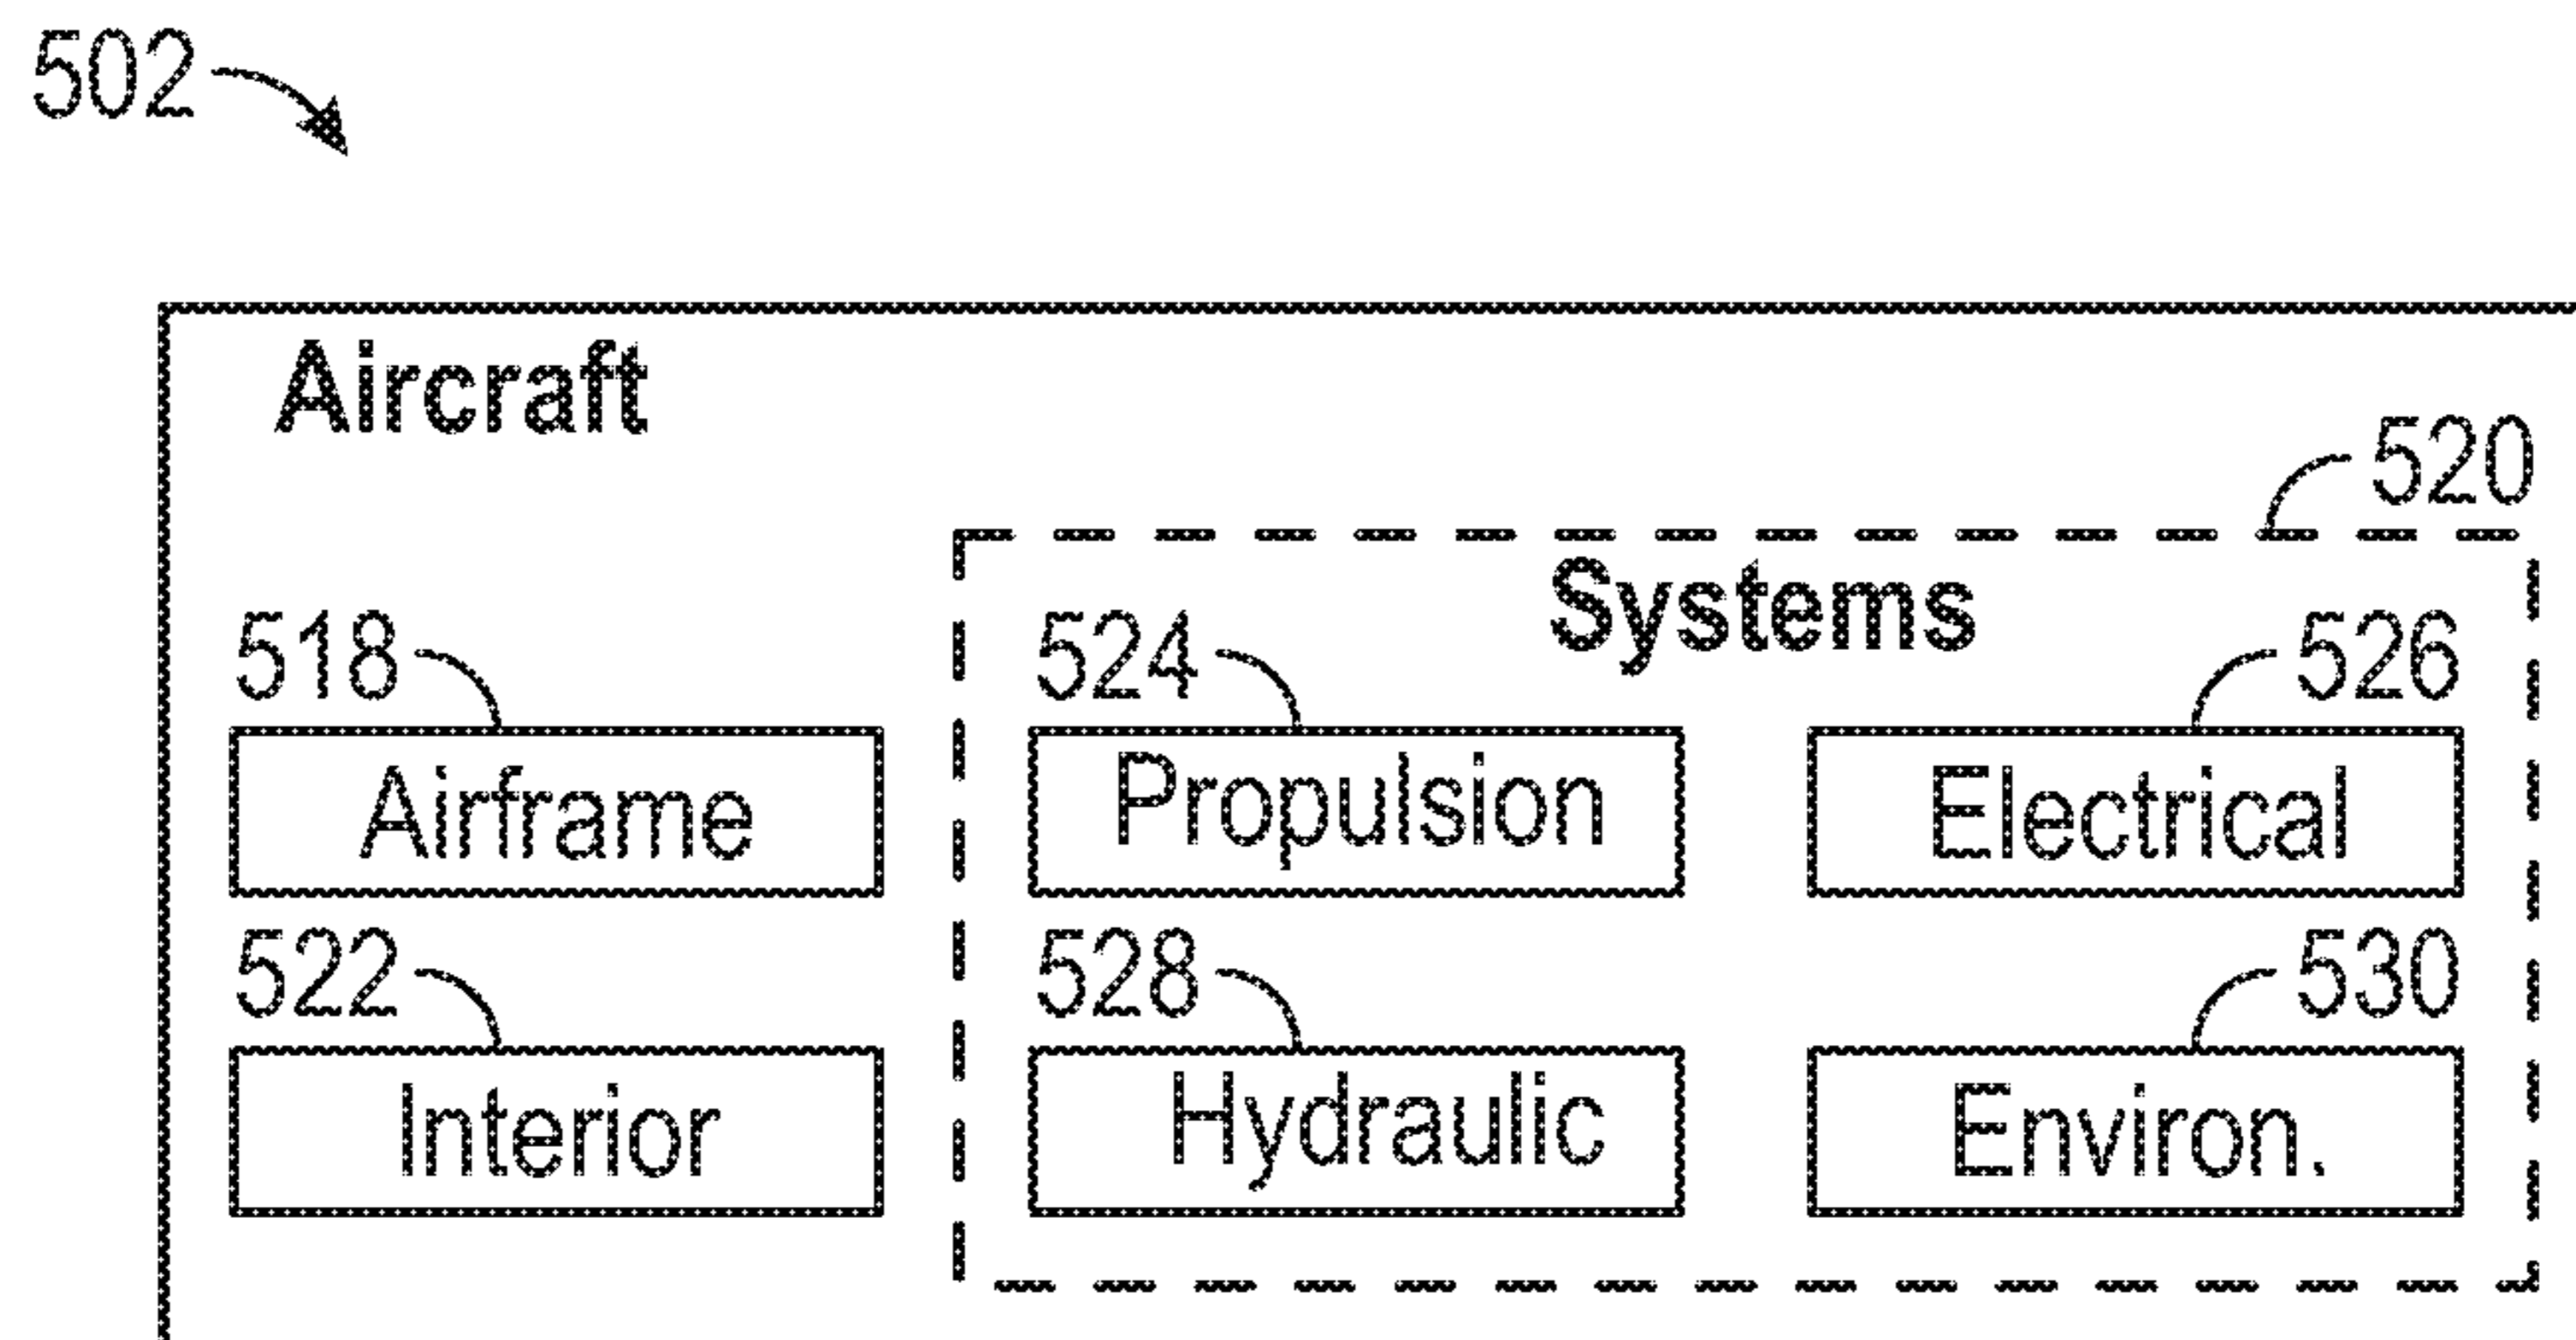 502
Aircraft
520
Systems
518
524
526
Airframe
Propulsion
Electrical
522
528
530
Interior
Hydraulic
Environ.